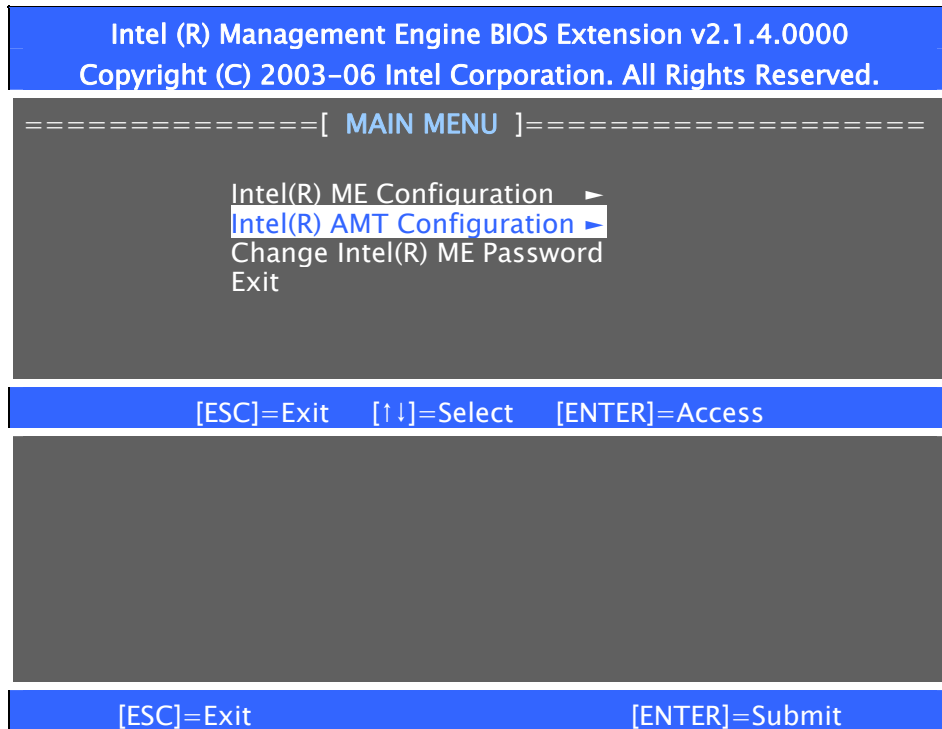 Intel (R) Management Engine BIOS Extension v2.1.4.0000
Copyright (C) 2003-06 Intel Corporation. All Rights Reserved.
==============[ MAIN MENU ]===================
Intel(R) ME Configuration ►
Intel(R) AMT Configuration ►
Change Intel(R) ME Password
Exit
[ESC]=Exit [↑↓]=Select [ENTER]=Access
[ESC]=Exit [ENTER]=Submit